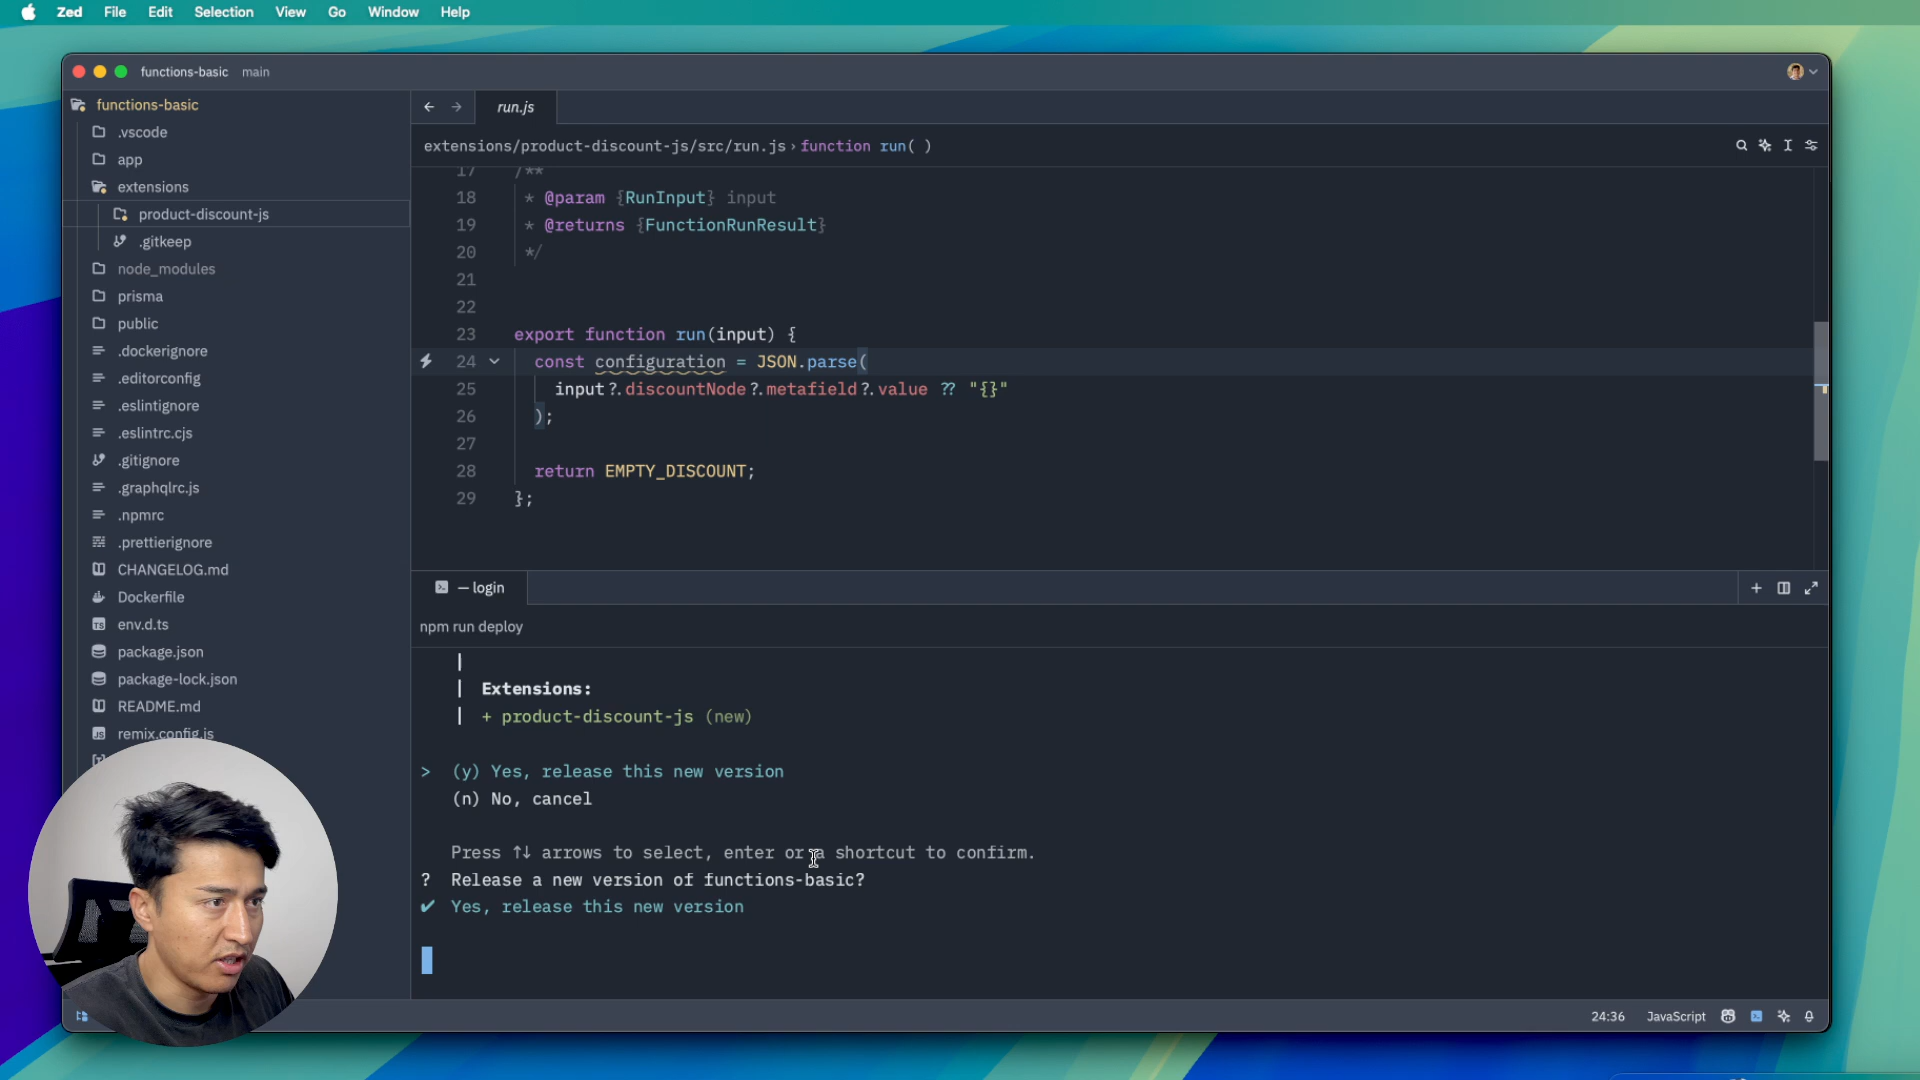 Zed File Edit Selection View Go Window Help
functions-basic main
functions-basic
.vscode
app
extensions
product-discount-js
.gitkeep
node_modules
prisma
public
.dockerignore
.editorconfig
.eslintignore
.eslintrc.cjs
.gitignore
.graphqlrc.js
.npmrc
.prettierignore
CHANGELOG.md
Dockerfile
env.d.ts
package.json
package-lock.json
README.md
remix.config.js
run.js
extensions/product-discount-js/src/run.js › function run( )
17 /**
18 * @param {RunInput} input
19 * @returns {FunctionRunResult}
20 */
21
22
23 export function run(input) {
24 const configuration = JSON.parse(
25 input?.discountNode?.metafield?.value ?? "{}"
26 );
27
28 return EMPTY_DISCOUNT;
29 };
— login
npm run deploy
| Extensions:
| + product-discount-js (new)
> (y) Yes, release this new version
(n) No, cancel
Press ↑↓ arrows to select, enter or a shortcut to confirm.
? Release a new version of functions-basic?
✔ Yes, release this new version
24:36 JavaScript